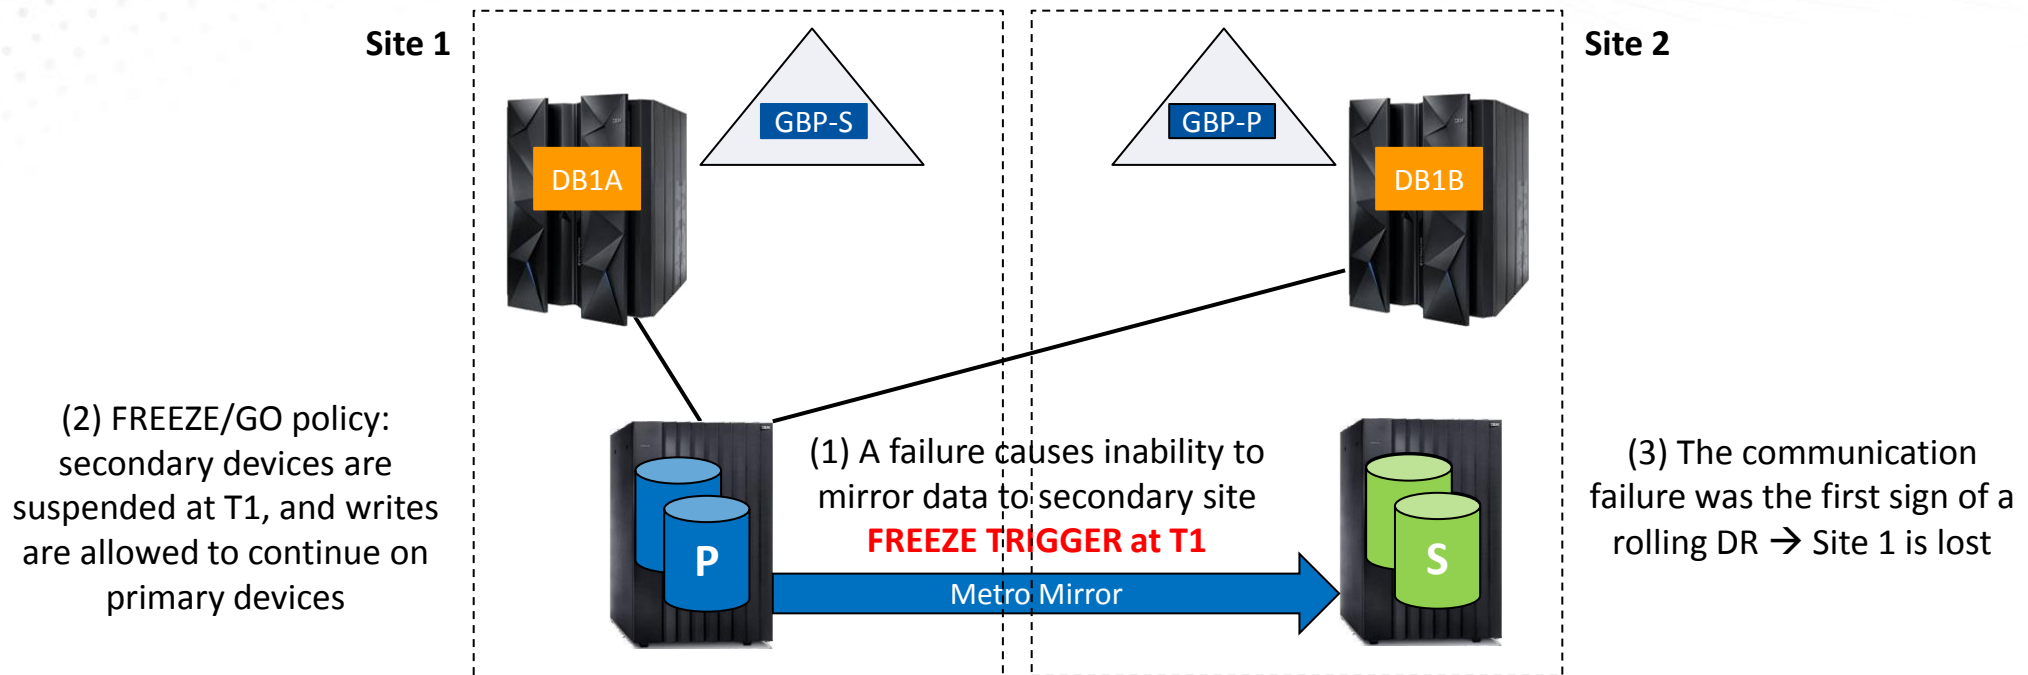 Site 1
Site 2
GBP-S
GBP-P
DB1A
DB1B
(2) FREEZE/GO policy:
secondary devices are
suspended at T1, and writes
are allowed to continue on
primary devices
(1) A failure causes inability to
mirror data to secondary site
FREEZE TRIGGER at T1
P
Metro Mirror
S
(3) The communication
failure was the first sign of a
rolling DR → Site 1 is lost